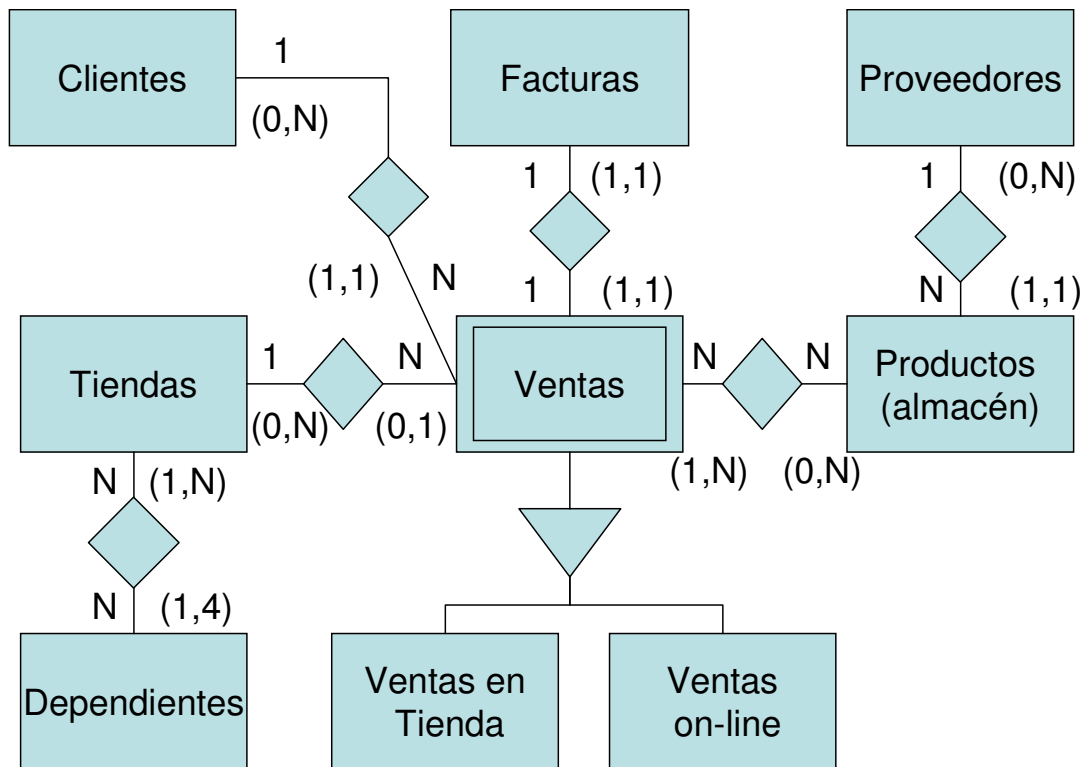 Clientes
1
(0,N)
Facturas
1 (1,1)
Proveedores
1 (0,N)
(1,1) N
1 (1,1)
N (1,1)
Tiendas
1 N
(0,N) (0,1)
Ventas
N N
(1,N) (0,N)
Productos
(almacén)
N (1,N)
N (1,4)
Dependientes
Ventas en
Tienda
Ventas
on-line